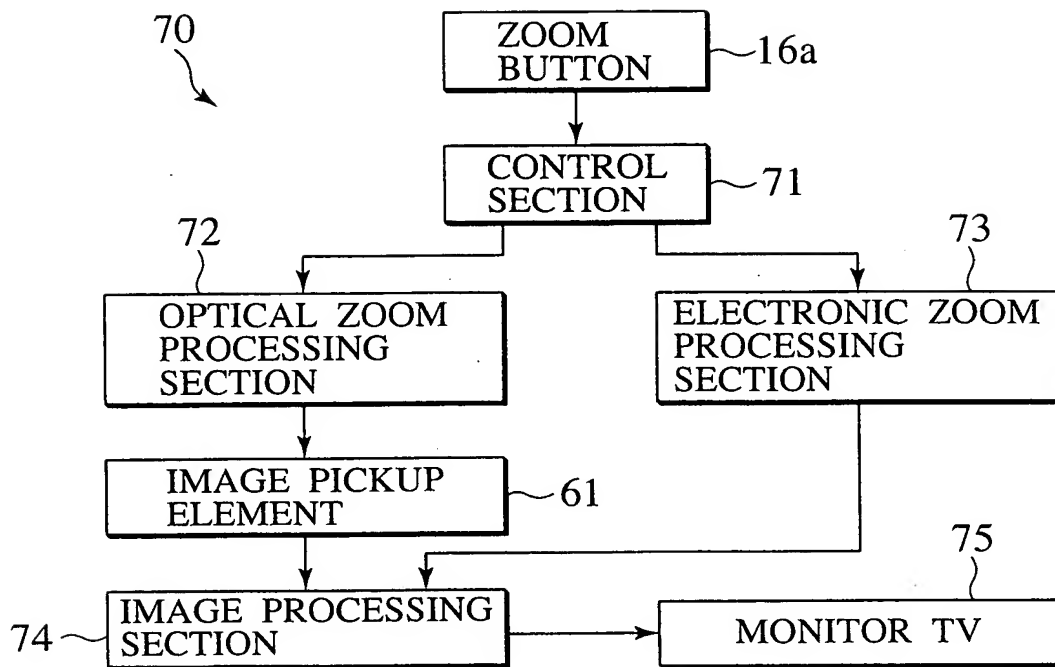 70
ZOOM
BUTTON
16a
CONTROL
SECTION
71
72
OPTICAL ZOOM
PROCESSING
SECTION
73
ELECTRONIC ZOOM
PROCESSING
SECTION
IMAGE PICKUP
ELEMENT
61
74
IMAGE PROCESSING
SECTION
75
MONITOR TV